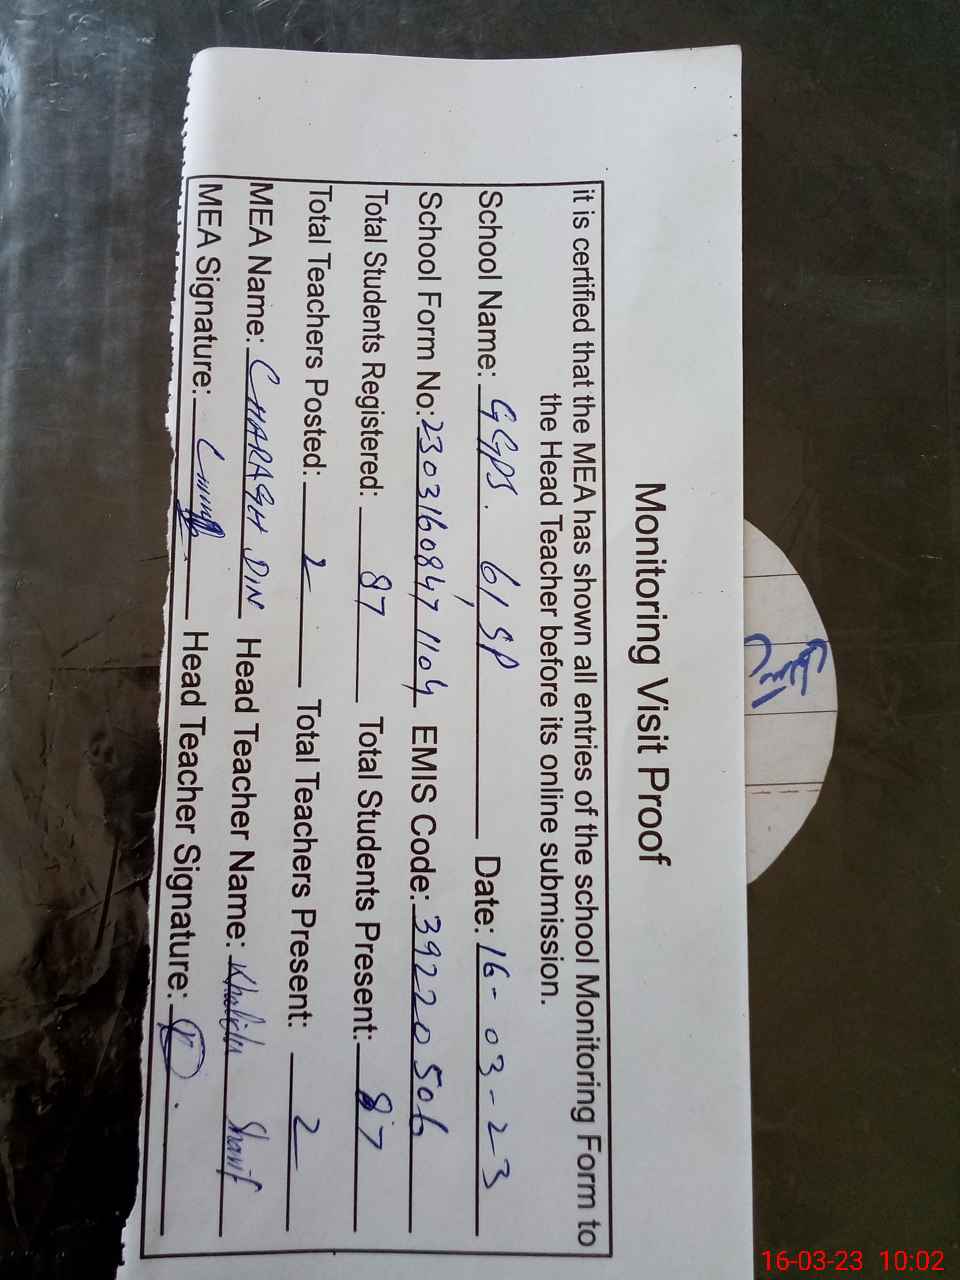 Monitoring Visit Proof
it is certified that the MEA has shown all entries of the school Monitoring Form to
the Head Teacher before its online submission.
School Name: GGPS. 6/SP Date: 16-03-23
School Form No: 23031608471104 EMIS Code: 39220506
Total Students Registered: 87 Total Students Present: 87
Total Teachers Posted: 2 Total Teachers Present: 2
MEA Name: CHARAGH DIN Head Teacher Name: Khalida Sharif
MEA Signature: Head Teacher Signature:
16-03-23 10:02